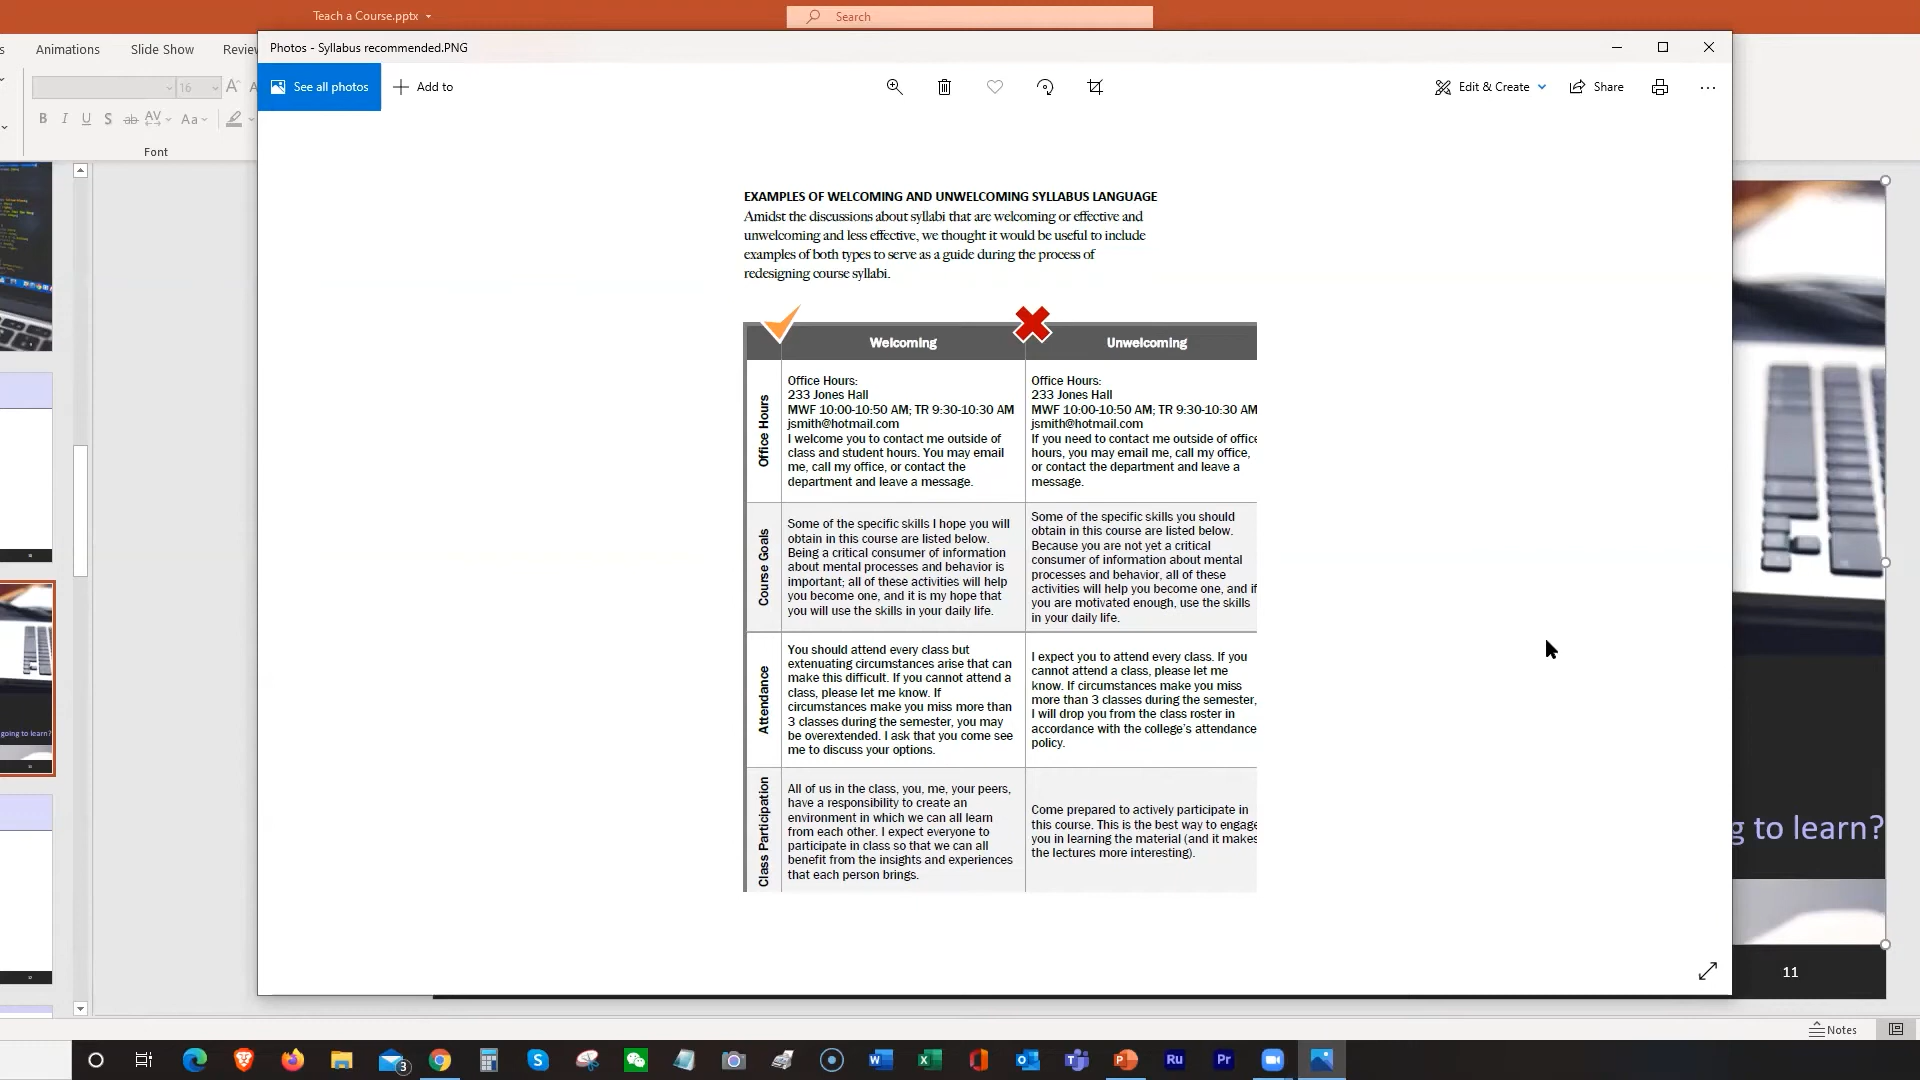 Teach a Course.pptx
Search
Animations
Slide Show
Review
Photos - Syllabus recommended.PNG
See all photos
Add to
Edit & Create
Share
16
B I U S ab AV Aa
Font
EXAMPLES OF WELCOMING AND UNWELCOMING SYLLABUS LANGUAGE
Amidst the discussions about syllabi that are welcoming or effective and
unwelcoming and less effective, we thought it would be useful to include
examples of both types to serve as a guide during the process of
redesigning course syllabi.
Welcoming
Unwelcoming
Office Hours
Office Hours:
233 Jones Hall
MWF 10:00-10:50 AM; TR 9:30-10:30 AM
jsmith@hotmail.com
I welcome you to contact me outside of
class and student hours. You may email
me, call my office, or contact the
department and leave a message.
Office Hours:
233 Jones Hall
MWF 10:00-10:50 AM; TR 9:30-10:30 AM
jsmith@hotmail.com
If you need to contact me outside of office
hours, you may email me, call my office,
or contact the department and leave a
message.
Course Goals
Some of the specific skills I hope you will
obtain in this course are listed below.
Being a critical consumer of information
about mental processes and behavior is
important; all of these activities will help
you become one, and it is my hope that
you will use the skills in your daily life.
Some of the specific skills you should
obtain in this course are listed below.
Because you are not yet a critical
consumer of information about mental
processes and behavior, all of these
activities will help you become one, and if
you are motivated enough, use the skills
in your daily life.
Attendance
You should attend every class but
extenuating circumstances arise that can
make this difficult. If you cannot attend a
class, please let me know. If
circumstances make you miss more than
3 classes during the semester, you may
be overextended. I ask that you come see
me to discuss your options.
I expect you to attend every class. If you
cannot attend a class, please let me
know. If circumstances make you miss
more than 3 classes during the semester,
I will drop you from the class roster in
accordance with the college's attendance
policy.
Class Participation
All of us in the class, you, me, your peers,
have a responsibility to create an
environment in which we can all learn
from each other. I expect everyone to
participate in class so that we can all
benefit from the insights and experiences
that each person brings.
Come prepared to actively participate in
this course. This is the best way to engage
you in learning the material (and it makes
the lectures more interesting).
going to learn?
g to learn?
11
Notes
3
Ru
Pr